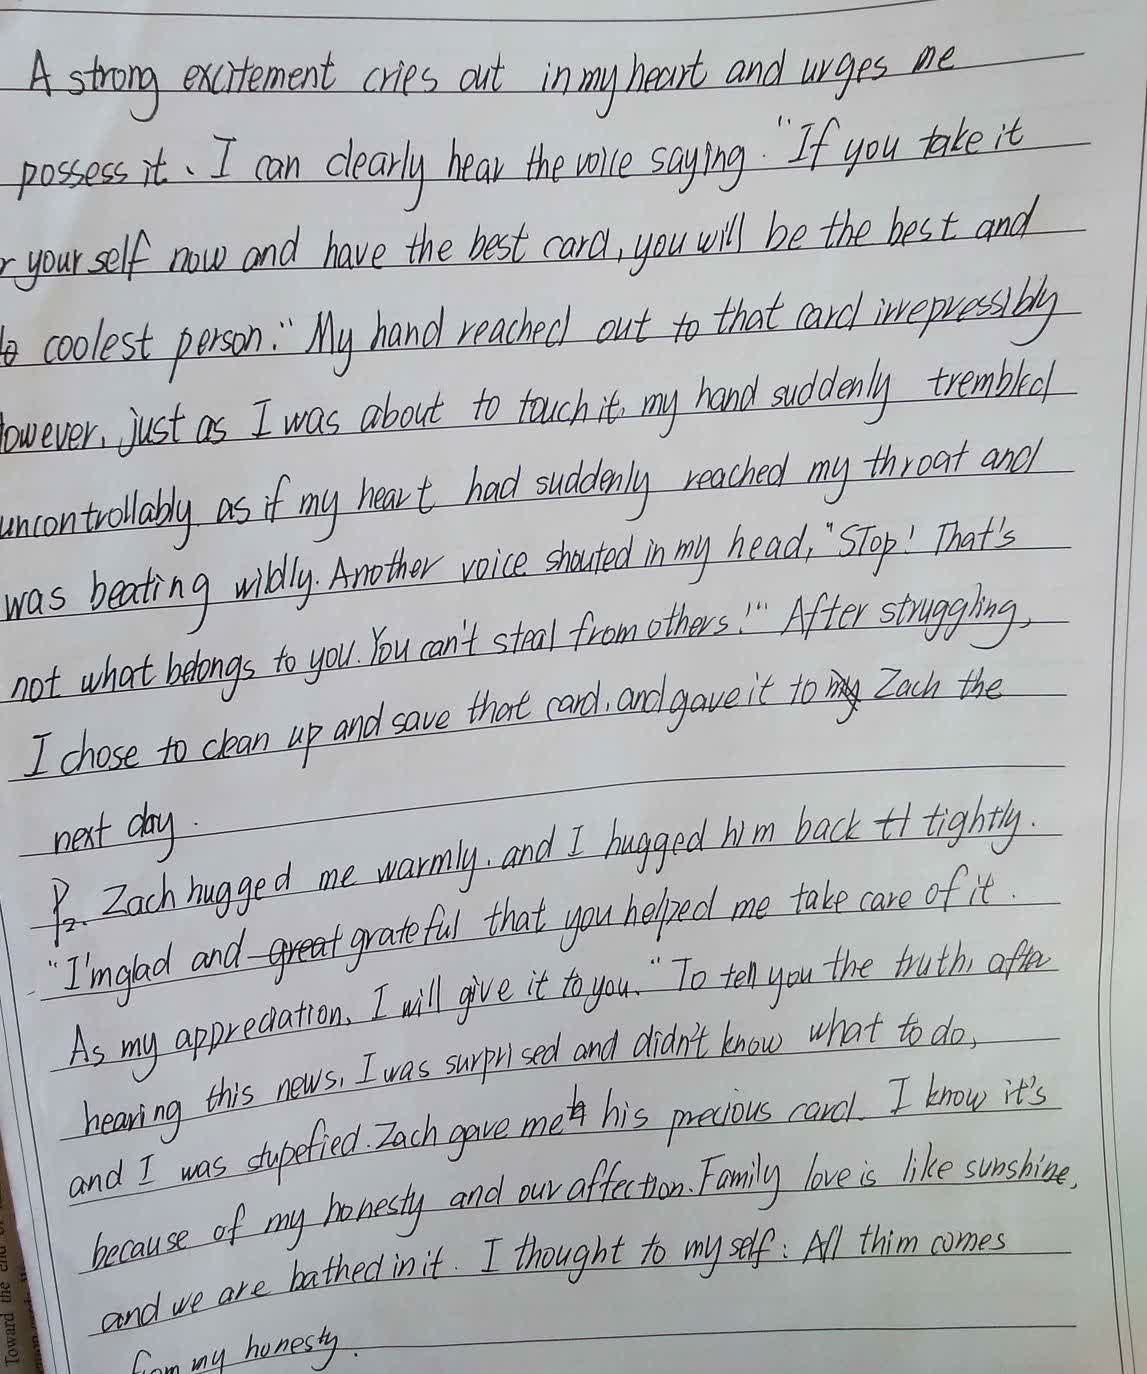 A strong excitement cries out in my heart and urges me
possess it、I can clearly hear the voice saying. "If you take it
r yourself now and have the best card, you will be the best and
coolest person." My hand reached out to that card irrepressibly
owever, just as I was about to touch it, my hand suddenly trembled
uncontrollably as if my heart had suddenly reached my throat and
was beating wildly. Another voice shouted in my head, "STop! That's
not what belongs to you. You can't steal from others!'" After struggling,
I chose to clean up and save that card, and gave it to Zach the
next day.
P2. Zach hugged me warmly, and I hugged him back tightly.
"I'm glad and grateful that you helped me take care of it.
As my appreciation, I will give it to you." To tell you the truth, after
hearing this news, I was surprised and didn't know what to do,
and I was stupefied. Zach gave me his precious card. I know it's
because of my honesty and our affection. Family love is like sunshine,
and we are bathed in it. I thought to myself: All thim comes
from my honesty.
Toward the end of